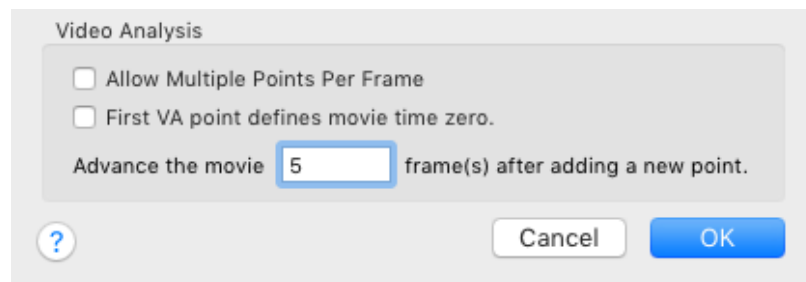 Video Analysis
Allow Multiple Points Per Frame
First VA point defines movie time zero.
Advance the movie 5 frame(s) after adding a new point.
? Cancel OK